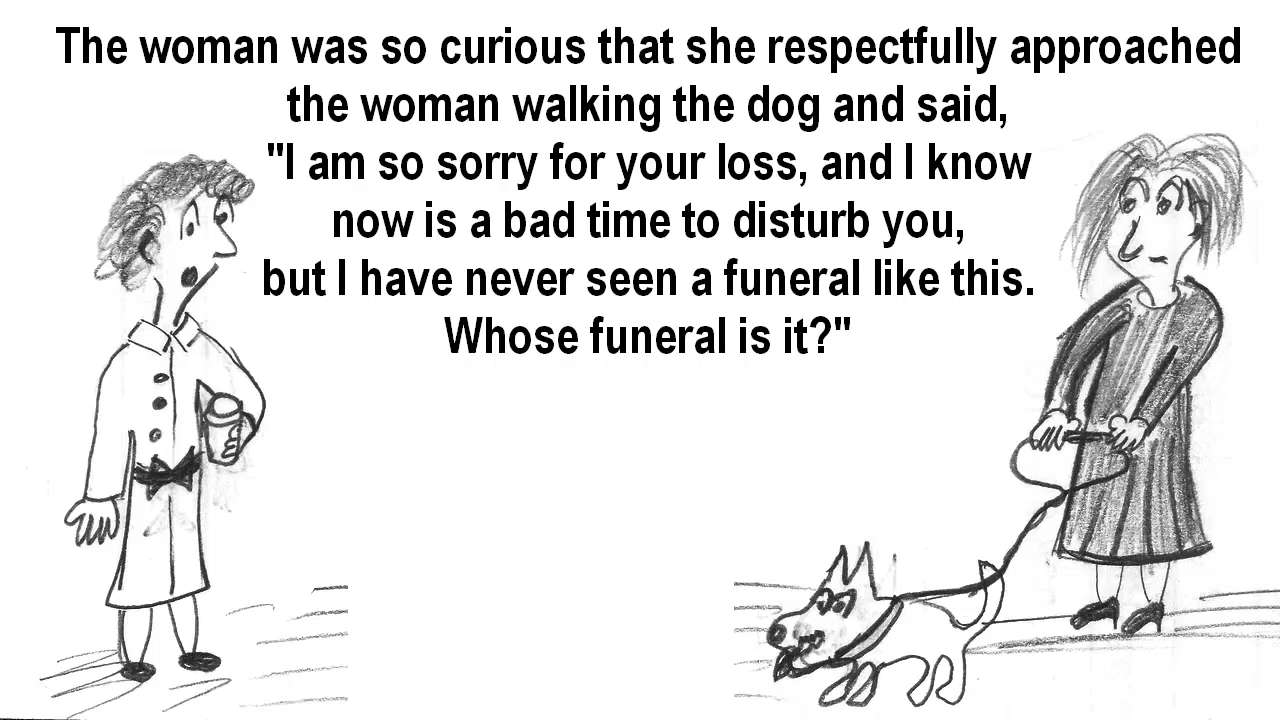 The woman was so curious that she respectfully approached
the woman walking the dog and said,
"I am so sorry for your loss, and I know
now is a bad time to disturb you,
but I have never seen a funeral like this.
Whose funeral is it?"